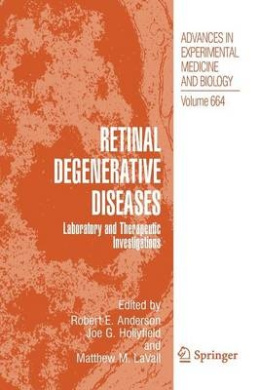 ADVANCES IN
EXPERIMENTAL
MEDICINE
AND BIOLOGY
Volume 664
RETINAL
DEGENERATIVE
DISEASES
Laboratory and Therapeutic
Investigations
Edited by
Robert E. Anderson
Joe G. Hollyfield
and
Matthew M. LaVail
Springer